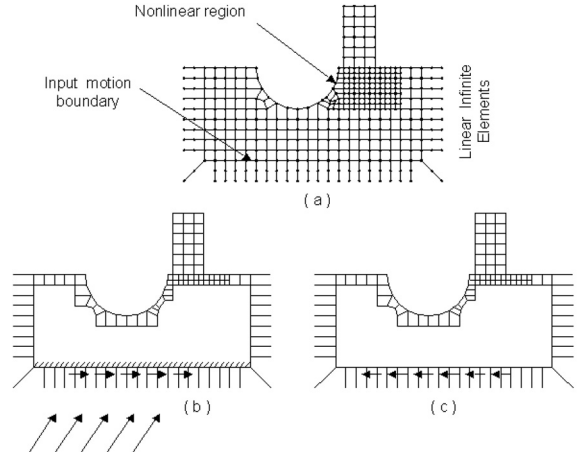 Nonlinear region
Input motion
boundary
Linear Infinite
Elements
( a )
( b )
( c )